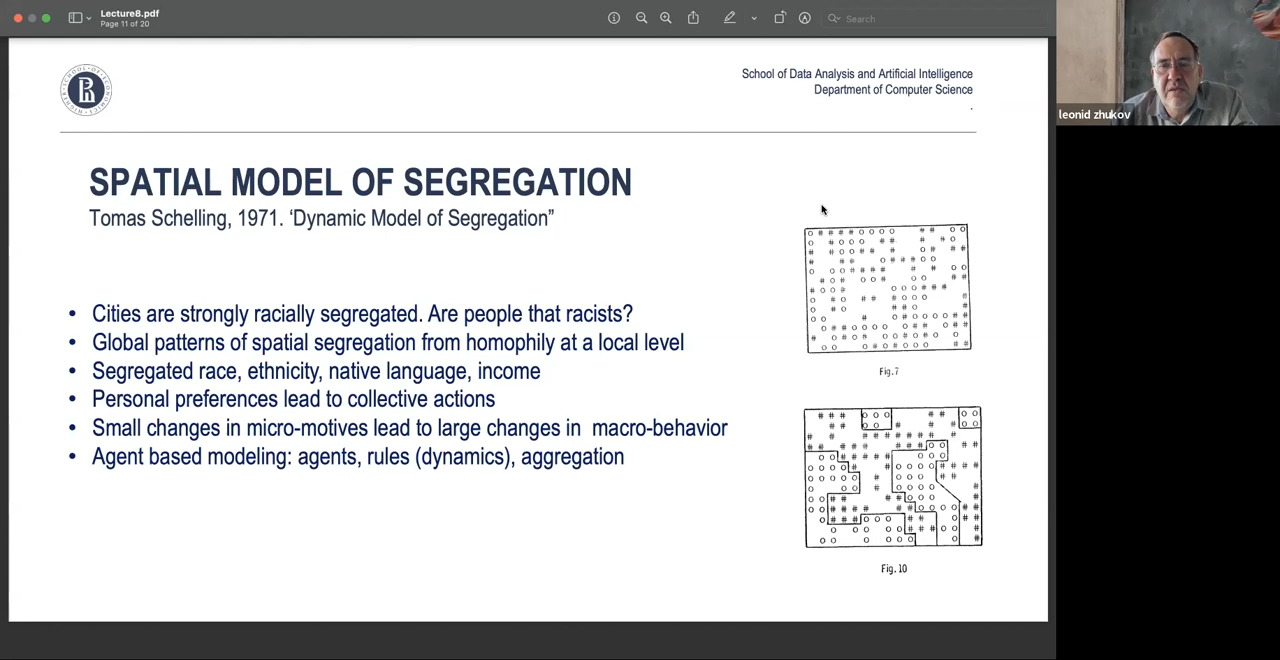 Lecture8.pdf
Page 11 of 20
Search
leonid zhukov
School of Data Analysis and Artificial Intelligence
Department of Computer Science
.
SPATIAL MODEL OF SEGREGATION
Tomas Schelling, 1971. ‘Dynamic Model of Segregation”
• Cities are strongly racially segregated. Are people that racists?
• Global patterns of spatial segregation from homophily at a local level
• Segregated race, ethnicity, native language, income
• Personal preferences lead to collective actions
• Small changes in micro-motives lead to large changes in macro-behavior
• Agent based modeling: agents, rules (dynamics), aggregation
Fig.7
Fig.10